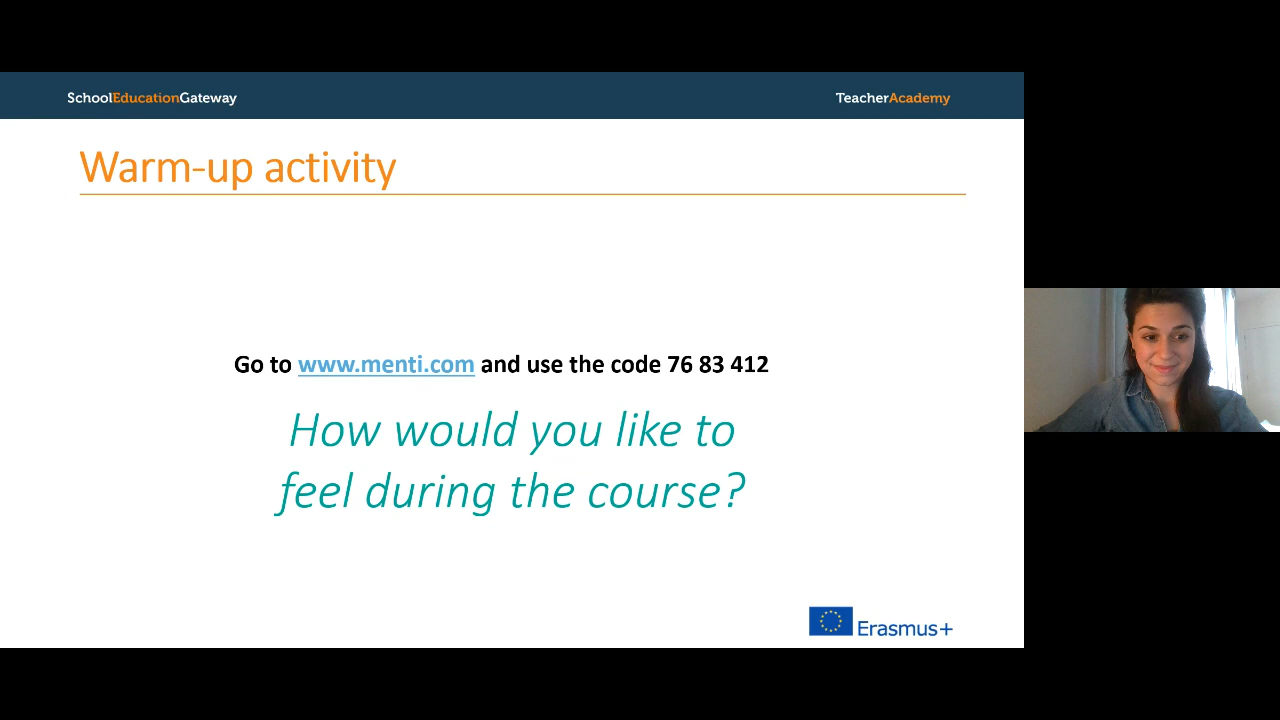 SchoolEducationGateway
TeacherAcademy
Warm-up activity
Go to www.menti.com and use the code 76 83 412
How would you like to
feel during the course?
Erasmus+